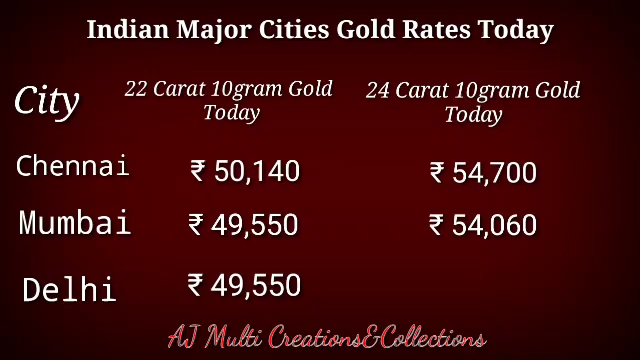 Indian Major Cities Gold Rates Today
City 22 Carat 10gram Gold Today 24 Carat 10gram Gold Today
Chennai ₹ 50,140 ₹ 54,700
Mumbai ₹ 49,550 ₹ 54,060
Delhi ₹ 49,550
AJ Multi Creations&Collections